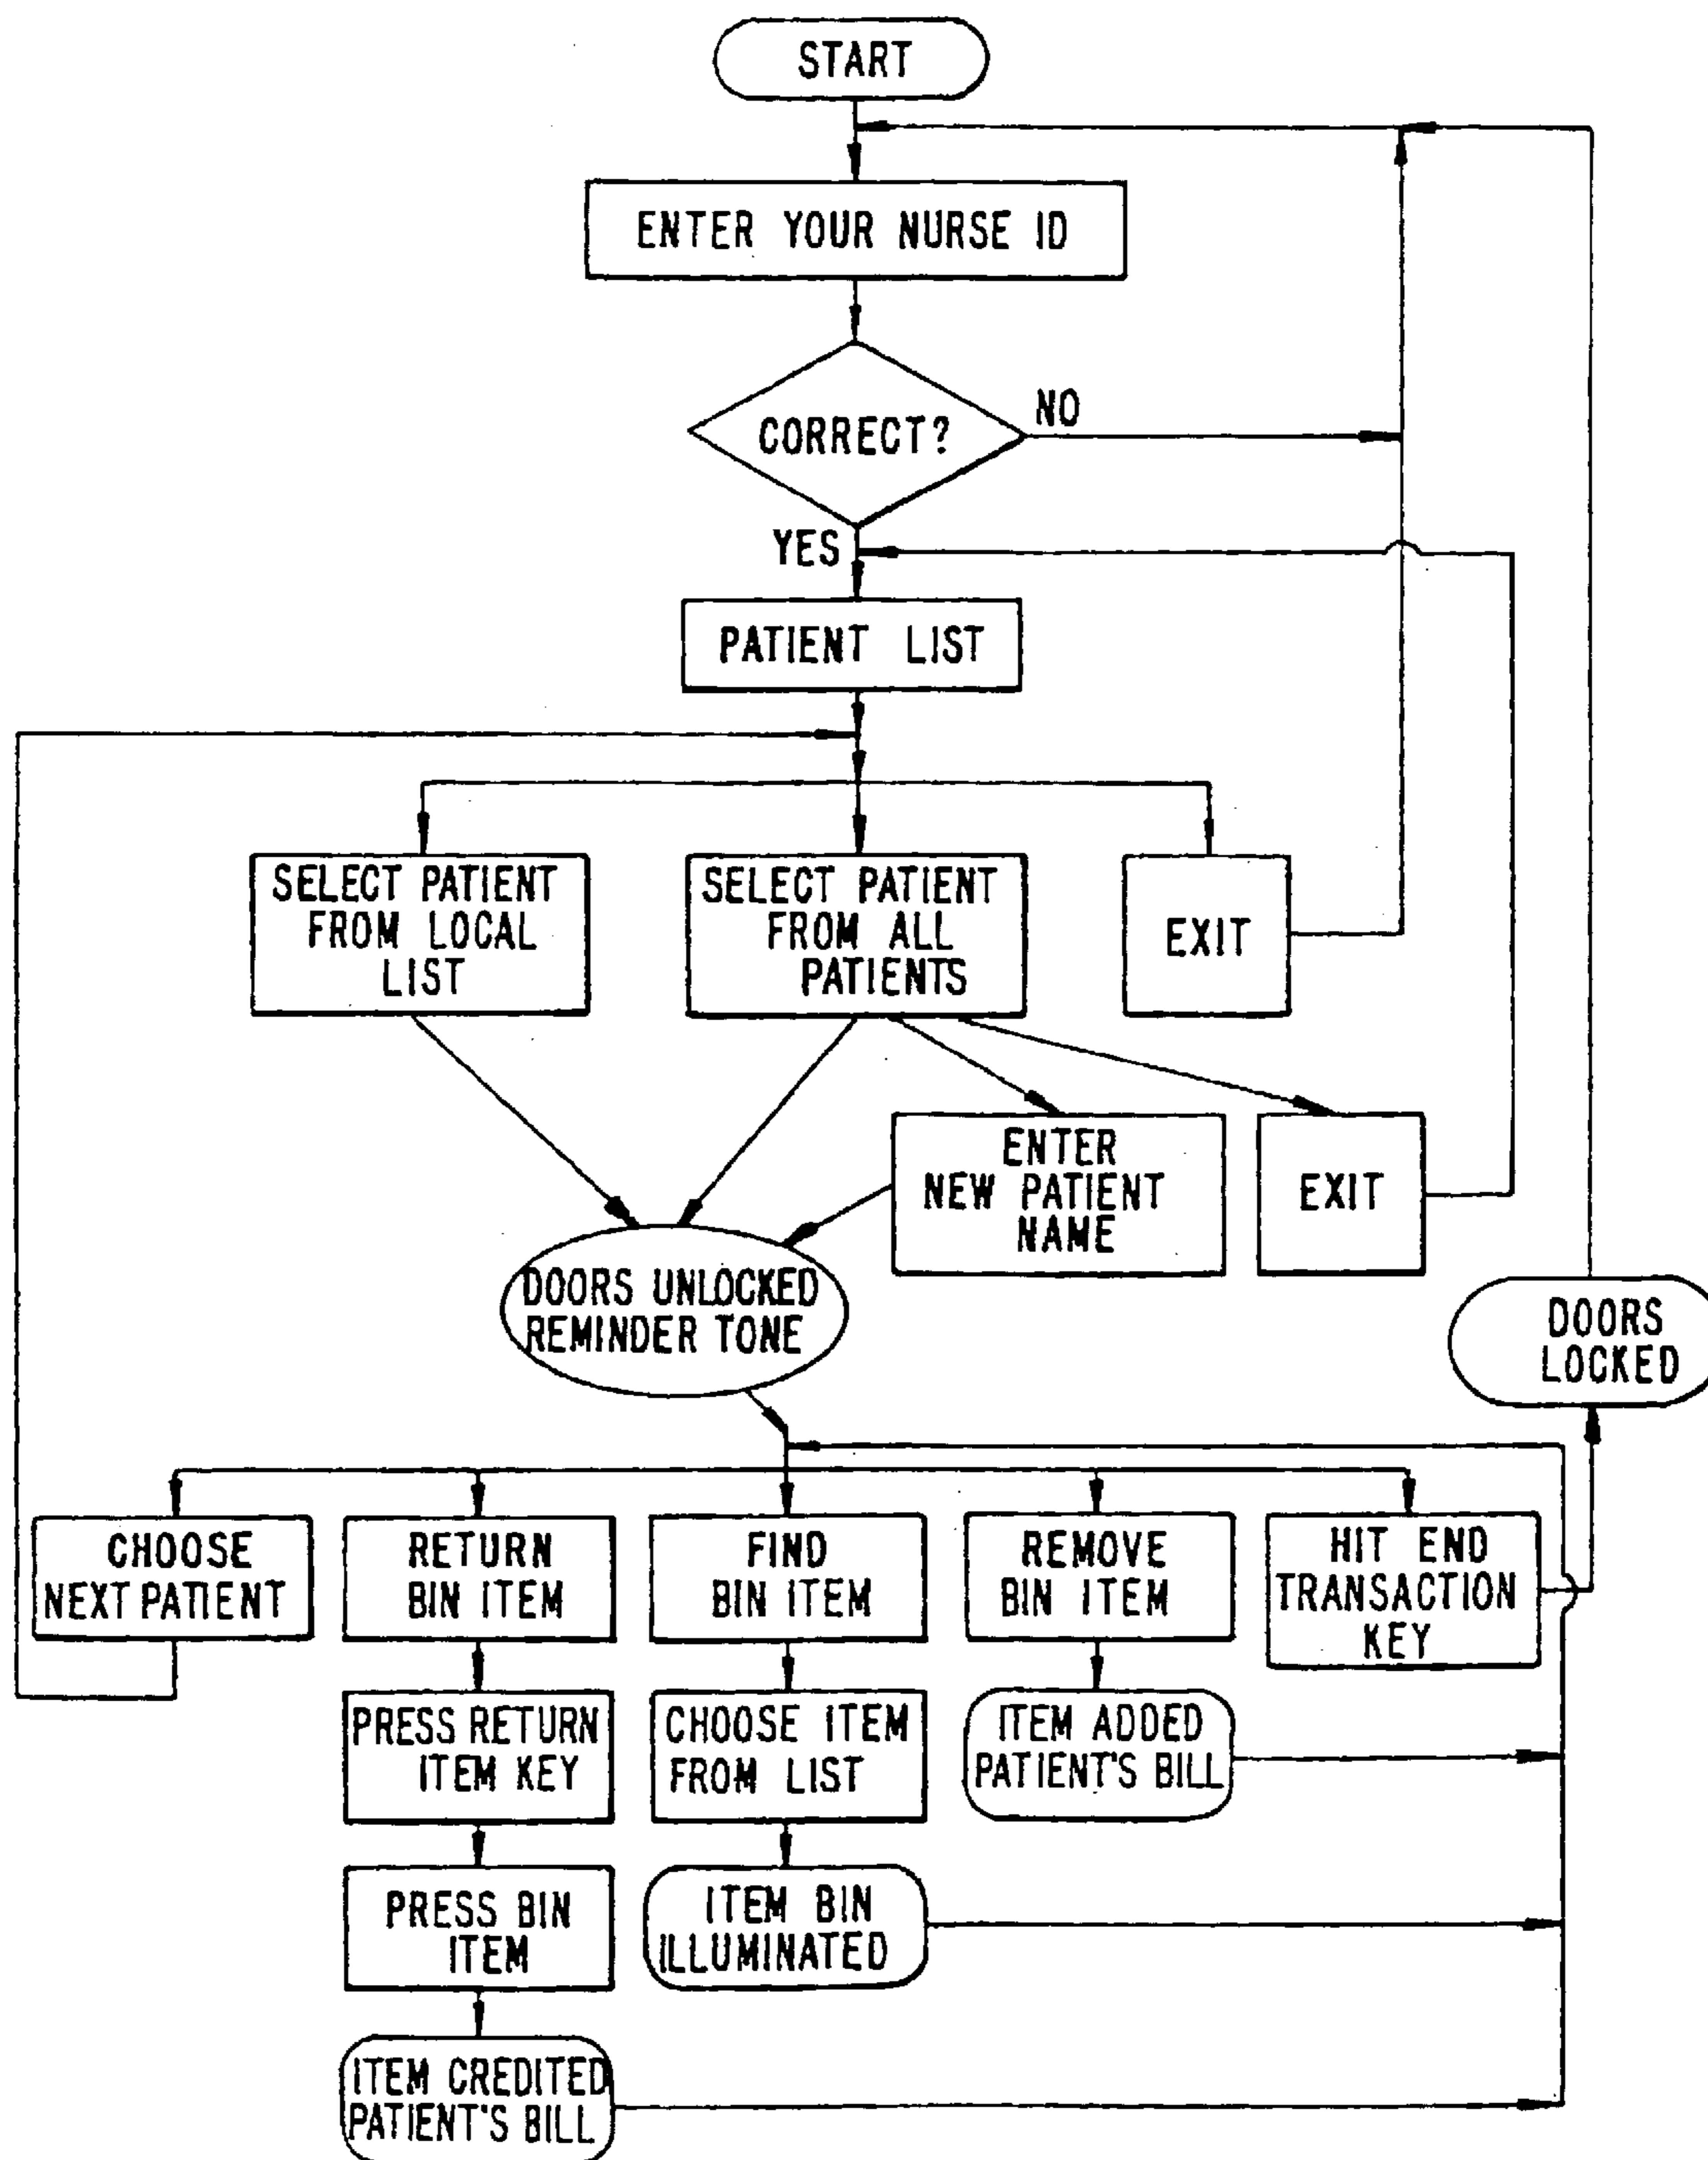 START
ENTER YOUR NURSE ID
CORRECT?
NO
YES
PATIENT LIST
SELECT PATIENT
FROM LOCAL
LIST
SELECT PATIENT
FROM ALL
PATIENTS
EXIT
ENTER
NEW PATIENT
NAME
EXIT
DOORS UNLOCKED
REMINDER TONE
DOORS
LOCKED
CHOOSE
NEXT PATIENT
RETURN
BIN ITEM
FIND
BIN ITEM
REMOVE
BIN ITEM
HIT END
TRANSACTION
KEY
PRESS RETURN
ITEM KEY
CHOOSE ITEM
FROM LIST
ITEM ADDED
PATIENT'S BILL
PRESS BIN
ITEM
ITEM BIN
ILLUMINATED
ITEM CREDITED
PATIENT'S BILL